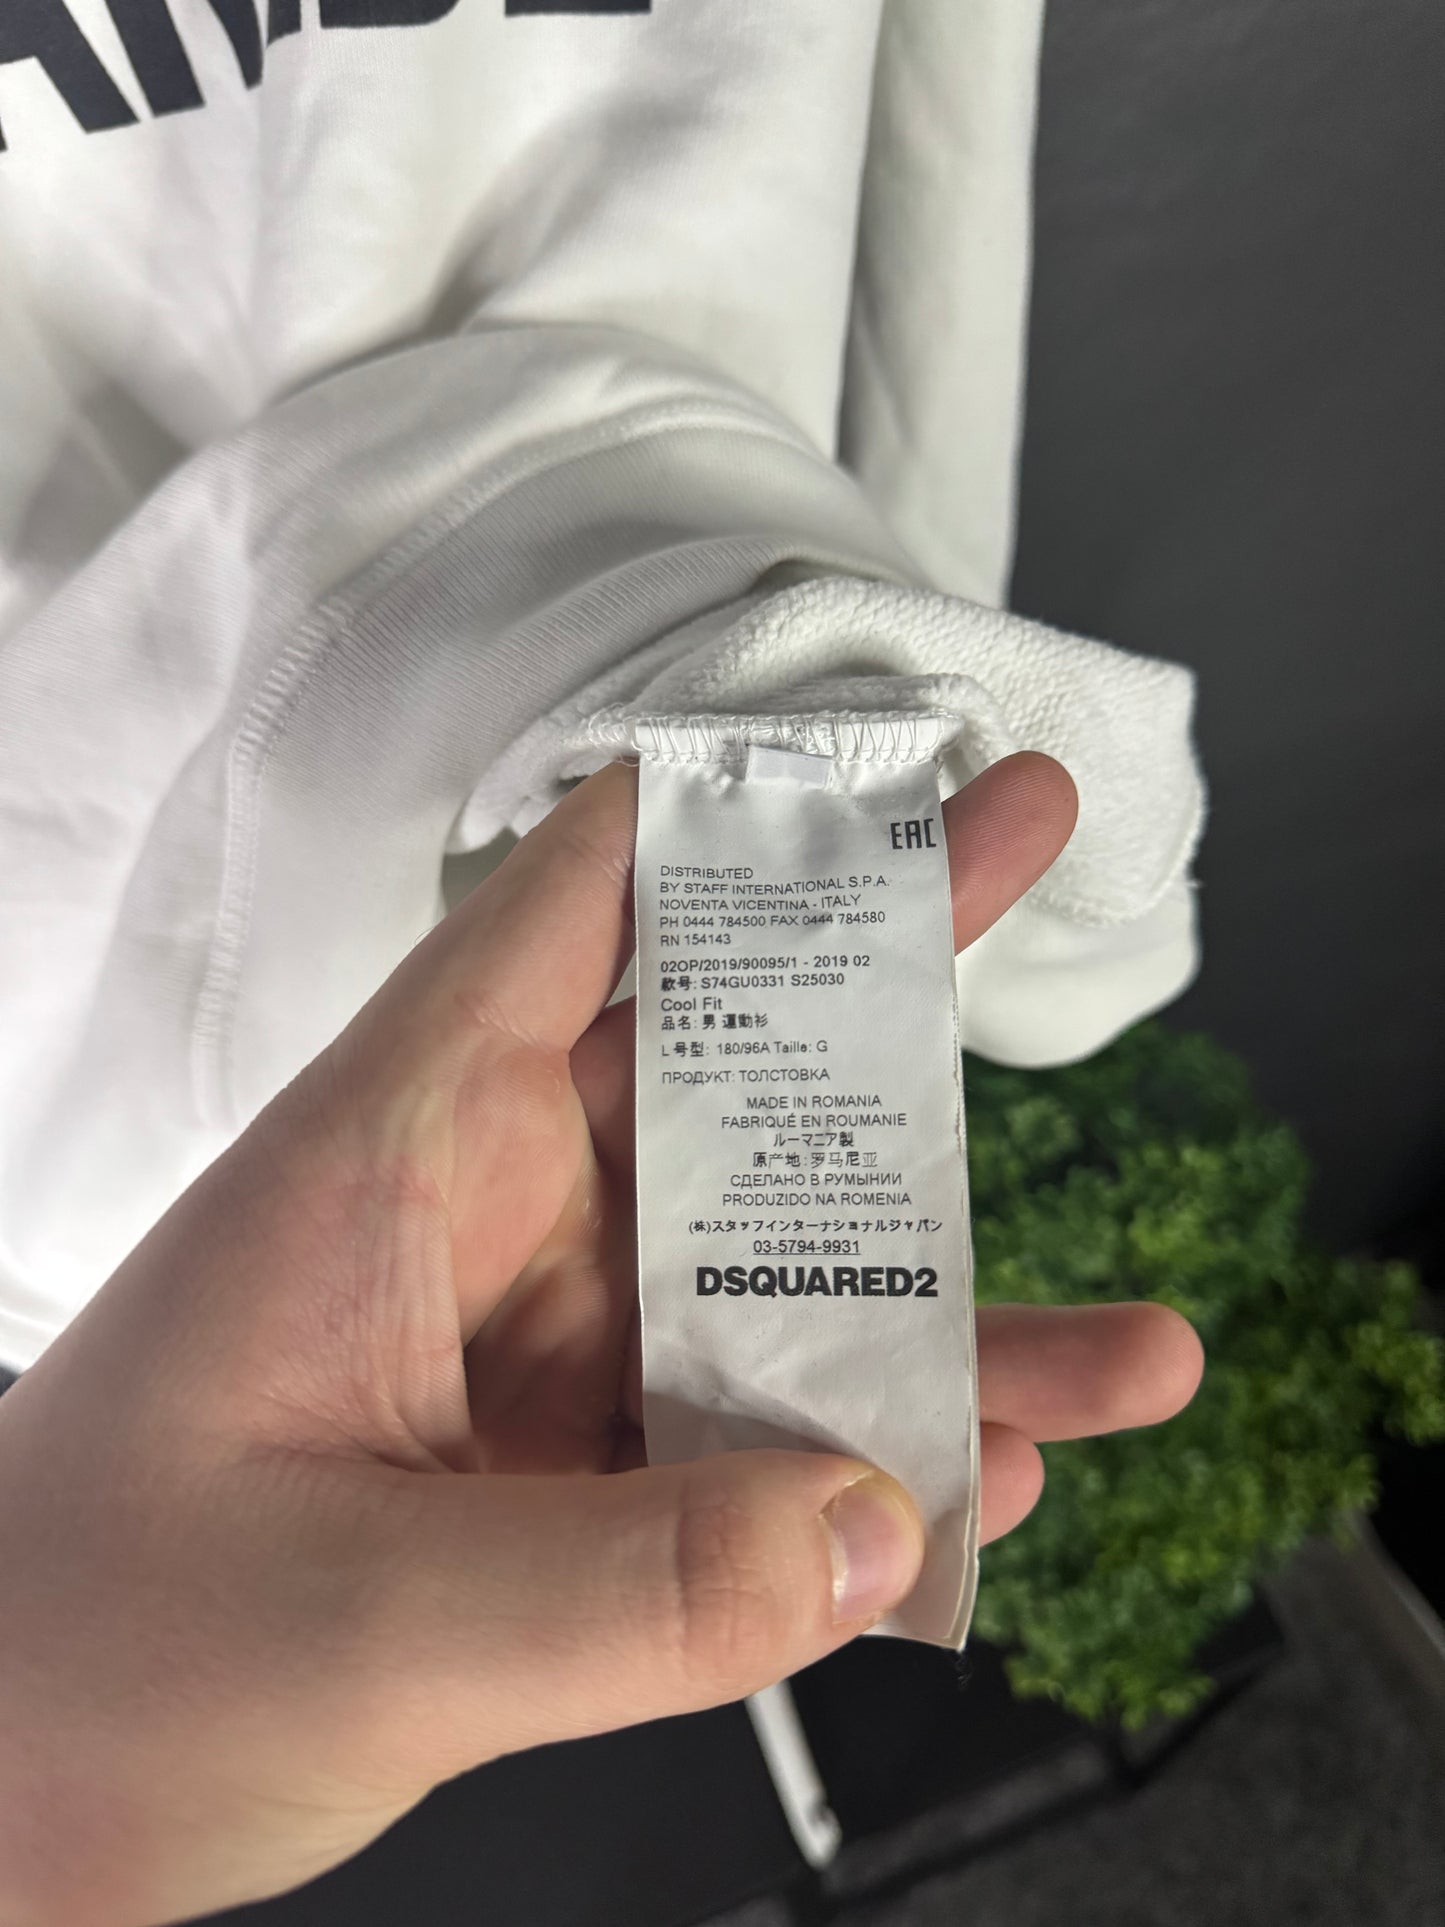 EAC
DISTRIBUTED
BY STAFF INTERNATIONAL S.P.A.
NOVENTA VICENTINA - ITALY
PH 0444 784500 FAX 0444 784580
RN 154143
02OP/2019/90095/1 - 2019 02
款号: S74GU0331 S25030
Cool Fit
品名: 男 運動衫
L 号型: 180/96A Taille: G
ПРОДУКТ: ТОЛСТОВКА
MADE IN ROMANIA
FABRIQUÉ EN ROUMANIE
ルーマニア製
原产地:罗马尼亚
СДЕЛАНО В РУМЫНИИ
PRODUZIDO NA ROMENIA
(株)スタッフインターナショナルジャパン
03-5794-9931
DSQUARED2